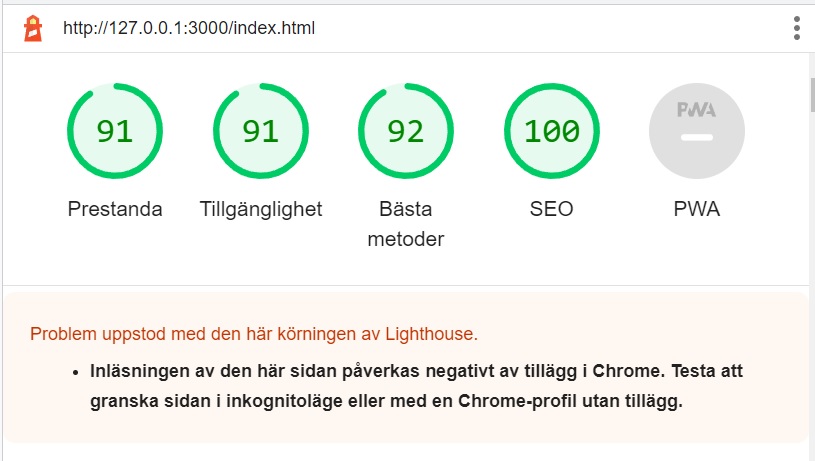 http://127.0.0.1:3000/index.html
91
91
92
100
PWA
Prestanda
Tillgänglighet
Bästa
metoder
SEO
PWA
Problem uppstod med den här körningen av Lighthouse.
• Inläsningen av den här sidan påverkas negativt av tillägg i Chrome. Testa att
granska sidan i inkognitoläge eller med en Chrome-profil utan tillägg.